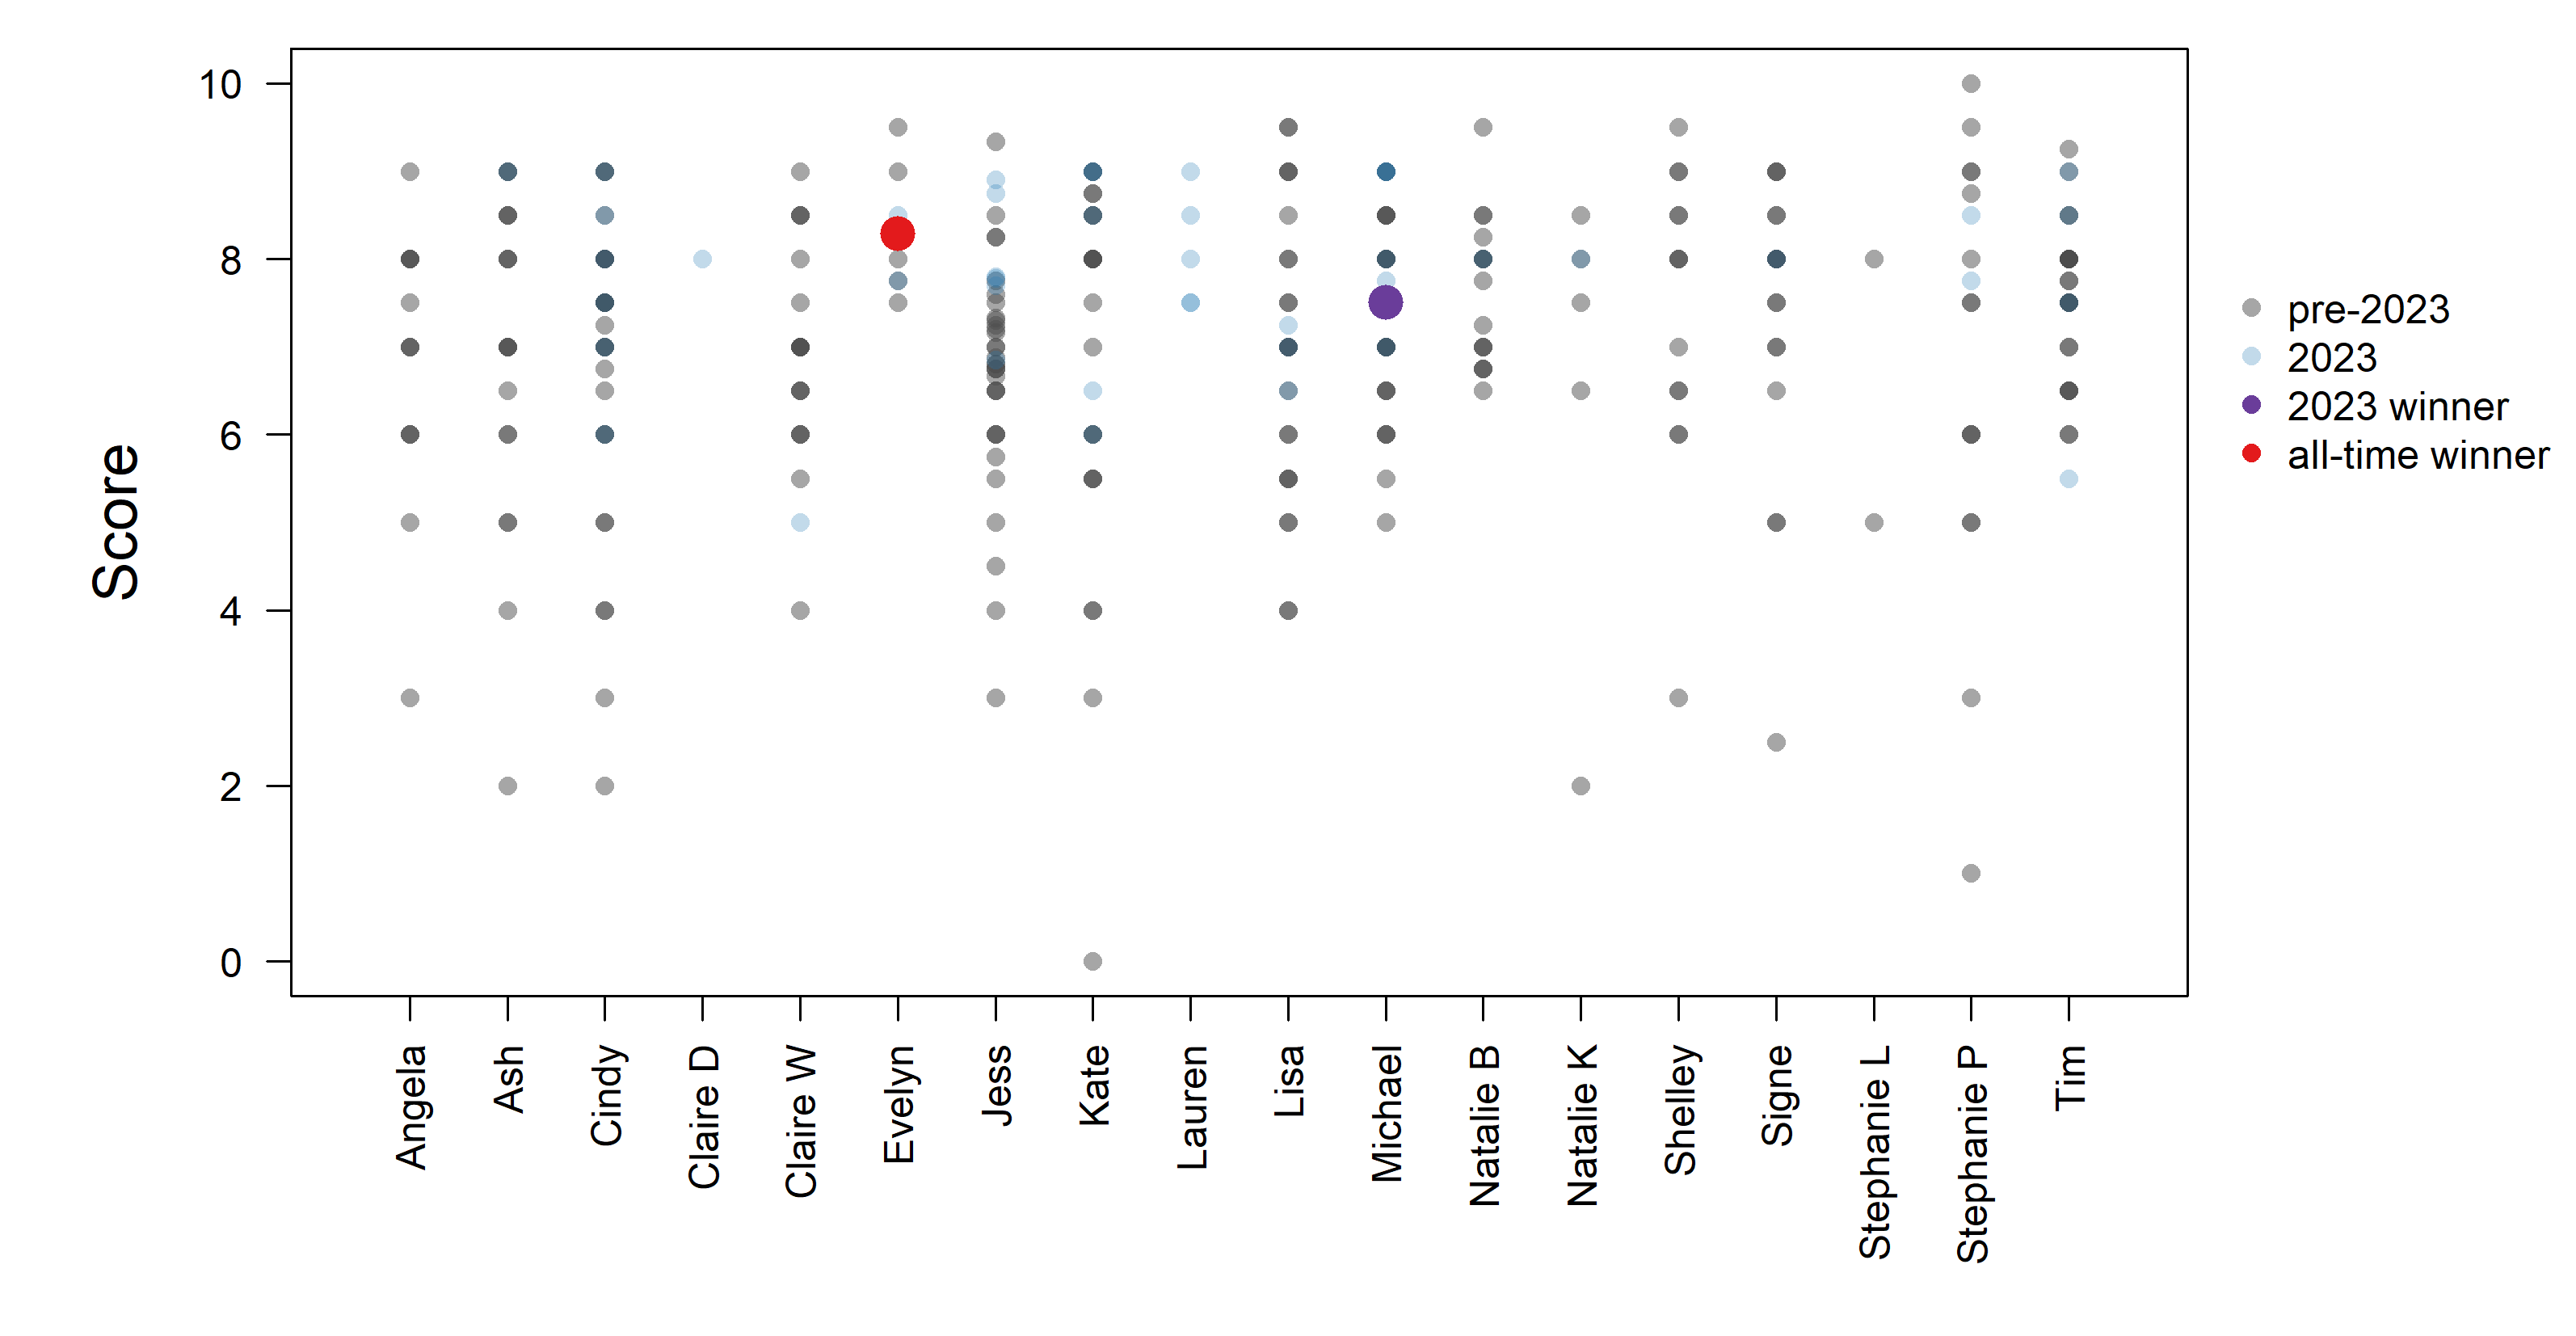 Score
10
8
6
4
2
0
Angela
Ash
Cindy
Claire D
Claire W
Evelyn
Jess
Kate
Lauren
Lisa
Michael
Natalie B
Natalie K
Shelley
Signe
Stephanie L
Stephanie P
Tim
pre-2023
2023
2023 winner
all-time winner